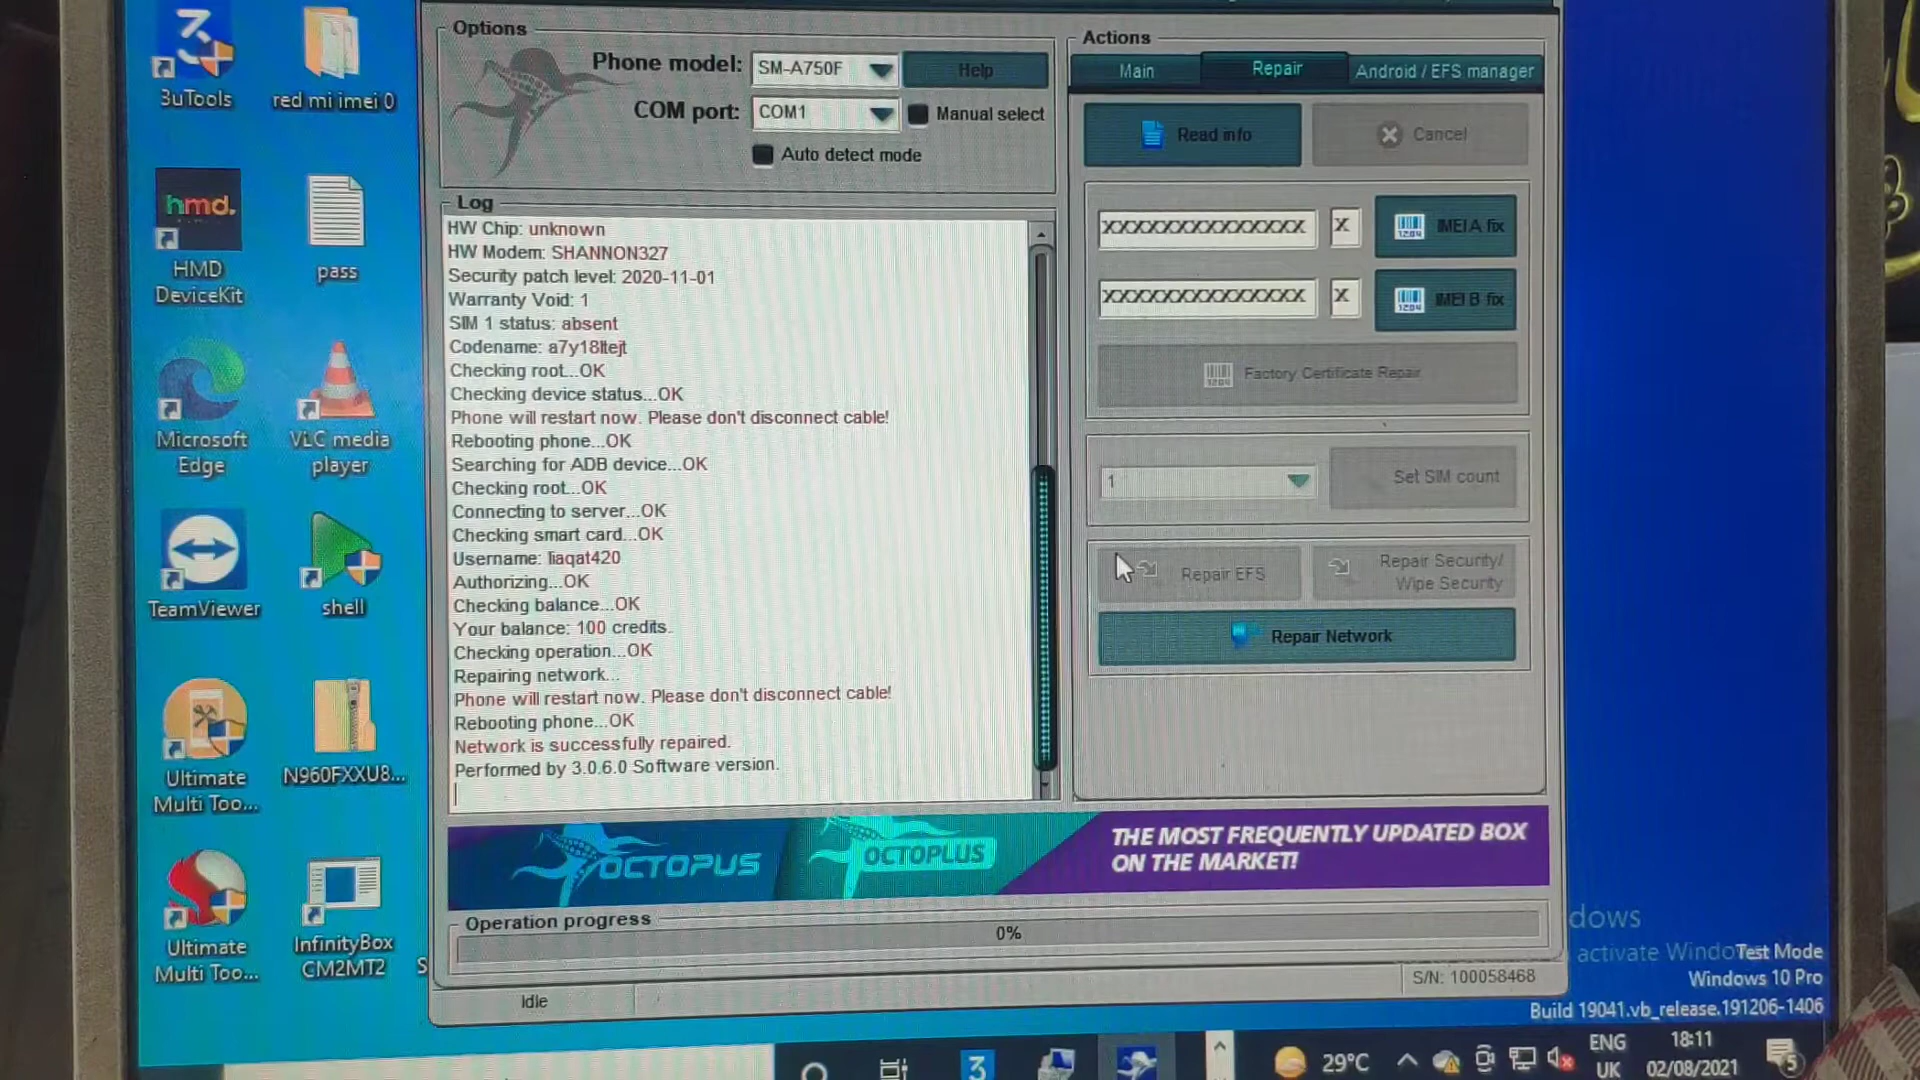 3uTools
red mi imei 0
hmd.
HMD
DeviceKit
pass
Microsoft
Edge
VLC media
player
TeamViewer
shell
Ultimate
Multi Too...
N960FXXU8...
Ultimate
Multi Too...
InfinityBox
CM2MT2
S
Options
Phone model:
SM-A750F
Help
COM port:
COM1
Manual select
Auto detect mode
Log
HW Chip: unknown
HW Modem: SHANNON327
Security patch level: 2020-11-01
Warranty Void: 1
SIM 1 status: absent
Codename: a7y18ltejt
Checking root...OK
Checking device status...OK
Phone will restart now. Please don't disconnect cable!
Rebooting phone...OK
Searching for ADB device...OK
Checking root...OK
Connecting to server...OK
Checking smart card...OK
Username: liaqat420
Authorizing...OK
Checking balance...OK
Your balance: 100 credits.
Checking operation...OK
Repairing network...
Phone will restart now. Please don't disconnect cable!
Rebooting phone...OK
Network is successfully repaired.
Performed by 3.0.6.0 Software version.
Actions
Main
Repair
Android / EFS manager
Read info
Cancel
XXXXXXXXXXXXXX
X
IMEI A fix
XXXXXXXXXXXXXX
X
IMEI B fix
Factory Certificate Repair
1
Set SIM count
Repair EFS
Repair Security/
Wipe Security
Repair Network
OCTOPUS
OCTOPLUS
THE MOST FREQUENTLY UPDATED BOX
ON THE MARKET!
Operation progress
0%
S/N: 100058468
Idle
dows
activate Windo
Test Mode
Windows 10 Pro
Build 19041.vb_release.191206-1406
3
29°C
ENG
UK
18:11
02/08/2021
5